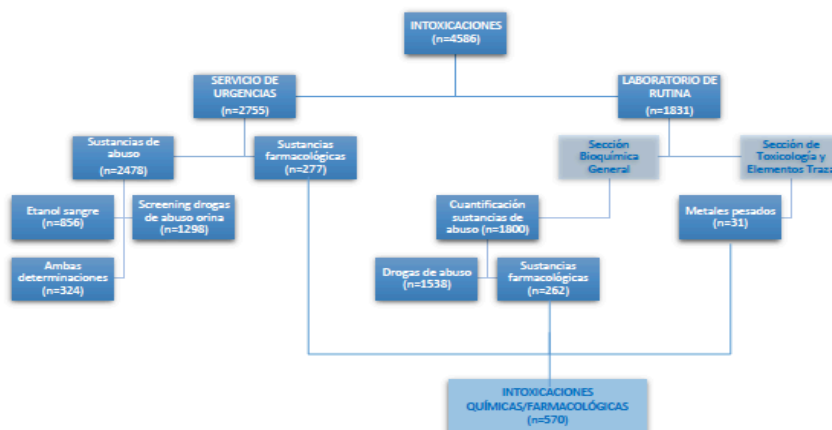 INTOXICACIONES
(n=4586)
SERVICIO DE
URGENCIAS
(n=2755)
LABORATORIO DE
RUTINA
(n=1831)
Sustancias de
abuso
(n=2478)
Sustancias
farmacológicas
(n=277)
Sección
Bioquímica
General
Sección de
Toxicología y
Elementos Traza
Etanol sangre
(n=856)
Screening drogas
de abuso orina
(n=1298)
Cuantificación
sustancias de
abuso (n=1800)
Metales pesados
(n=31)
Ambas
determinaciones
(n=324)
Drogas de abuso
(n=1538)
Sustancias
farmacológicas
(n=262)
INTOXICACIONES
QUÍMICAS/FARMACOLÓGICAS
(n=570)